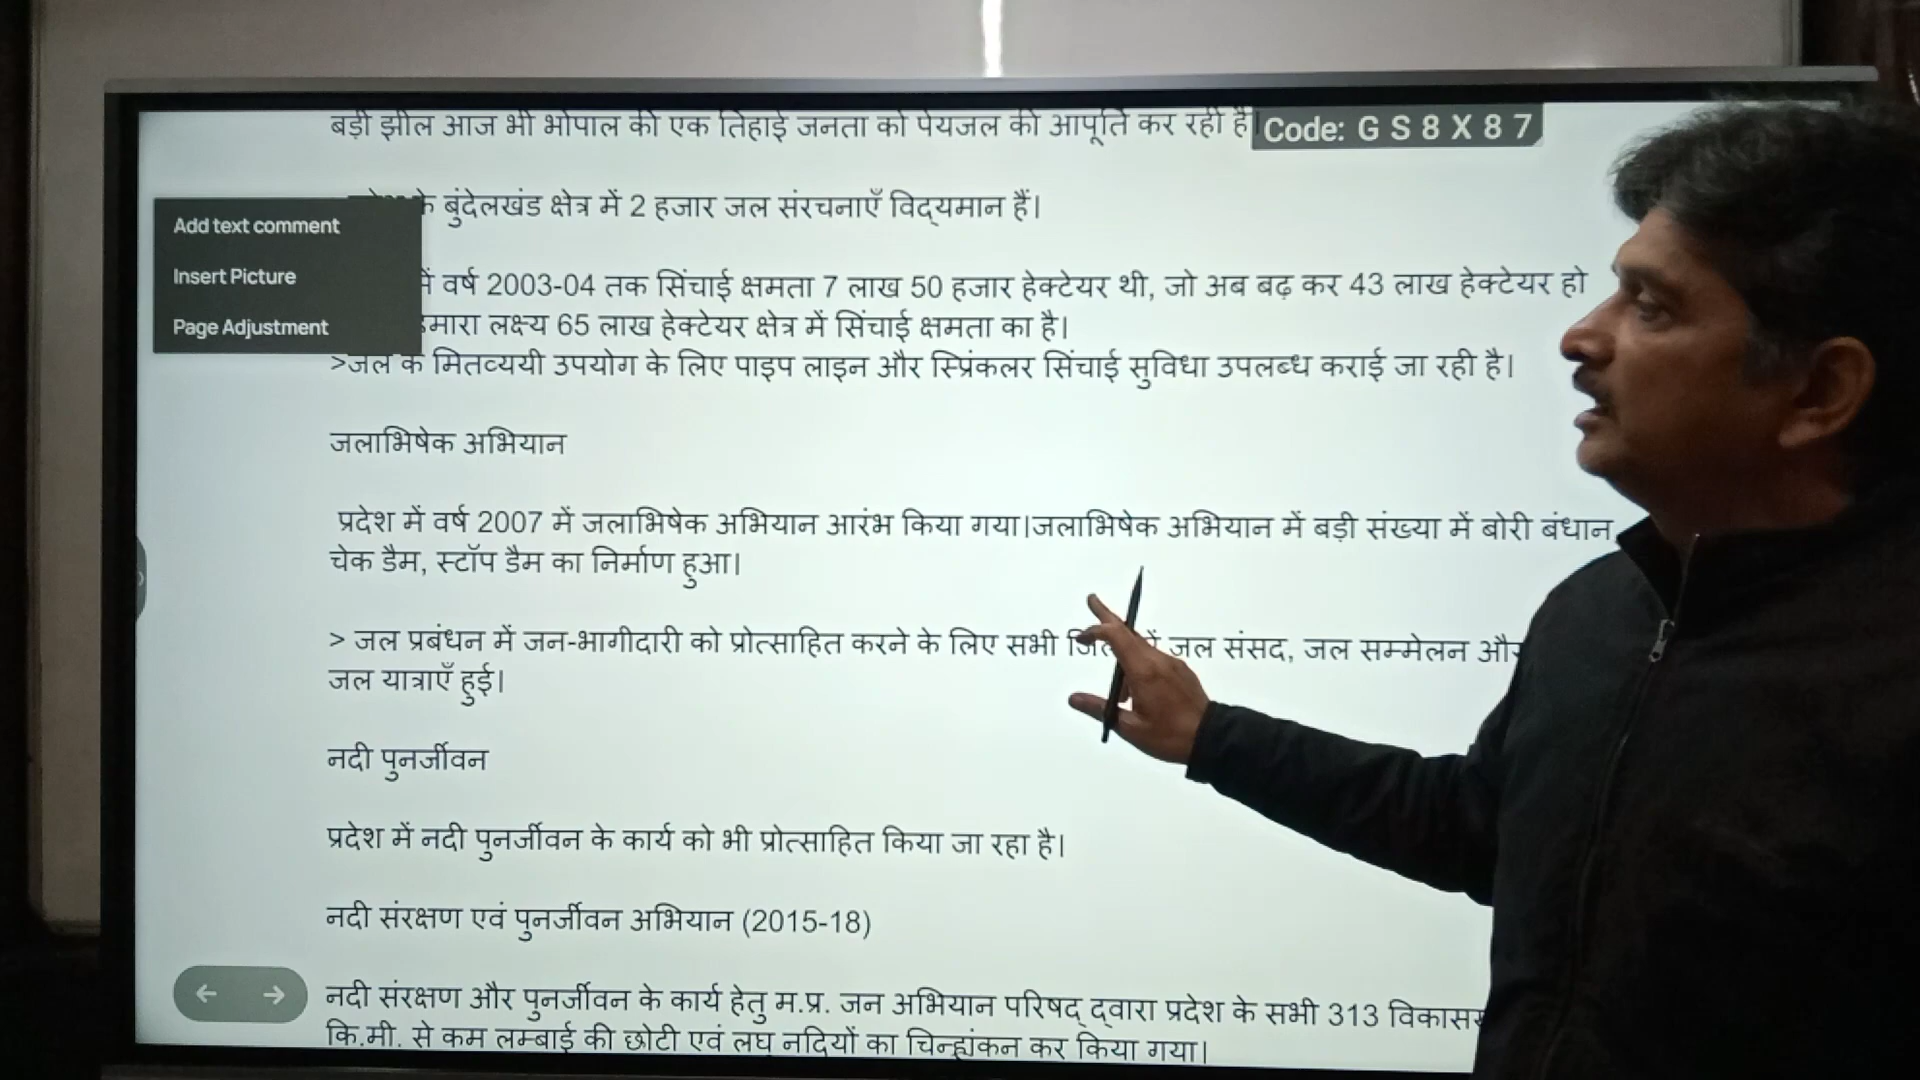 बड़ी झील आज भी भोपाल की एक तिहाई जनता को पेयजल की आपूर्ति कर रही है
Code: G S 8 X 8 7
के बुंदेलखंड क्षेत्र में 2 हजार जल संरचनाएँ विद्यमान हैं।
Add text comment
Insert Picture
Page Adjustment
में वर्ष 2003-04 तक सिंचाई क्षमता 7 लाख 50 हजार हेक्टेयर थी, जो अब बढ़ कर 43 लाख हेक्टेयर हो
हमारा लक्ष्य 65 लाख हेक्टेयर क्षेत्र में सिंचाई क्षमता का है।
>जल के मितव्ययी उपयोग के लिए पाइप लाइन और स्प्रिंकलर सिंचाई सुविधा उपलब्ध कराई जा रही है।
जलाभिषेक अभियान
प्रदेश में वर्ष 2007 में जलाभिषेक अभियान आरंभ किया गया।जलाभिषेक अभियान में बड़ी संख्या में बोरी बंधान,
चेक डैम, स्टॉप डैम का निर्माण हुआ।
> जल प्रबंधन में जन-भागीदारी को प्रोत्साहित करने के लिए सभी में जल संसद, जल सम्मेलन और
जल यात्राएँ हुई।
नदी पुनर्जीवन
प्रदेश में नदी पुनर्जीवन के कार्य को भी प्रोत्साहित किया जा रहा है।
नदी संरक्षण एवं पुनर्जीवन अभियान (2015-18)
नदी संरक्षण और पुनर्जीवन के कार्य हेतु म.प्र. जन अभियान परिषद् द्वारा प्रदेश के सभी 313
कि.मी. से कम लम्बाई की छोटी एवं लघु नदियों का चिन्ह्यांकन कर किया गया।